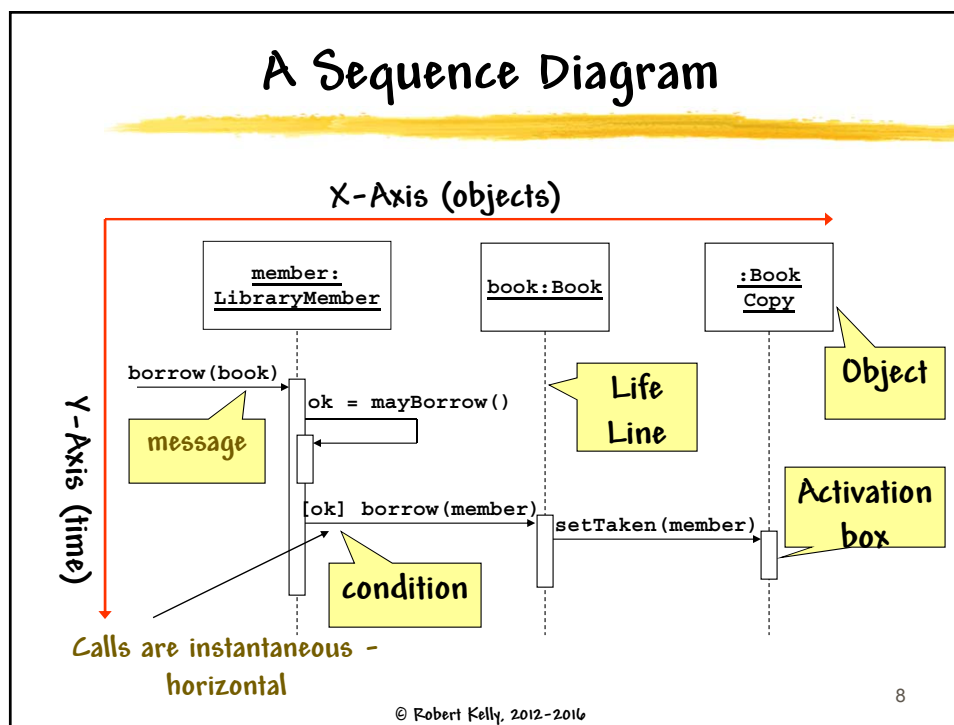 A Sequence Diagram
X-Axis (objects)
Y-Axis (time)
member:
LibraryMember
book:Book
:Book
Copy
Object
borrow(book)
message
ok = mayBorrow()
Life
Line
[ok] borrow(member)
setTaken(member)
Activation
box
condition
Calls are instantaneous -
horizontal
© Robert Kelly, 2012-2016
8